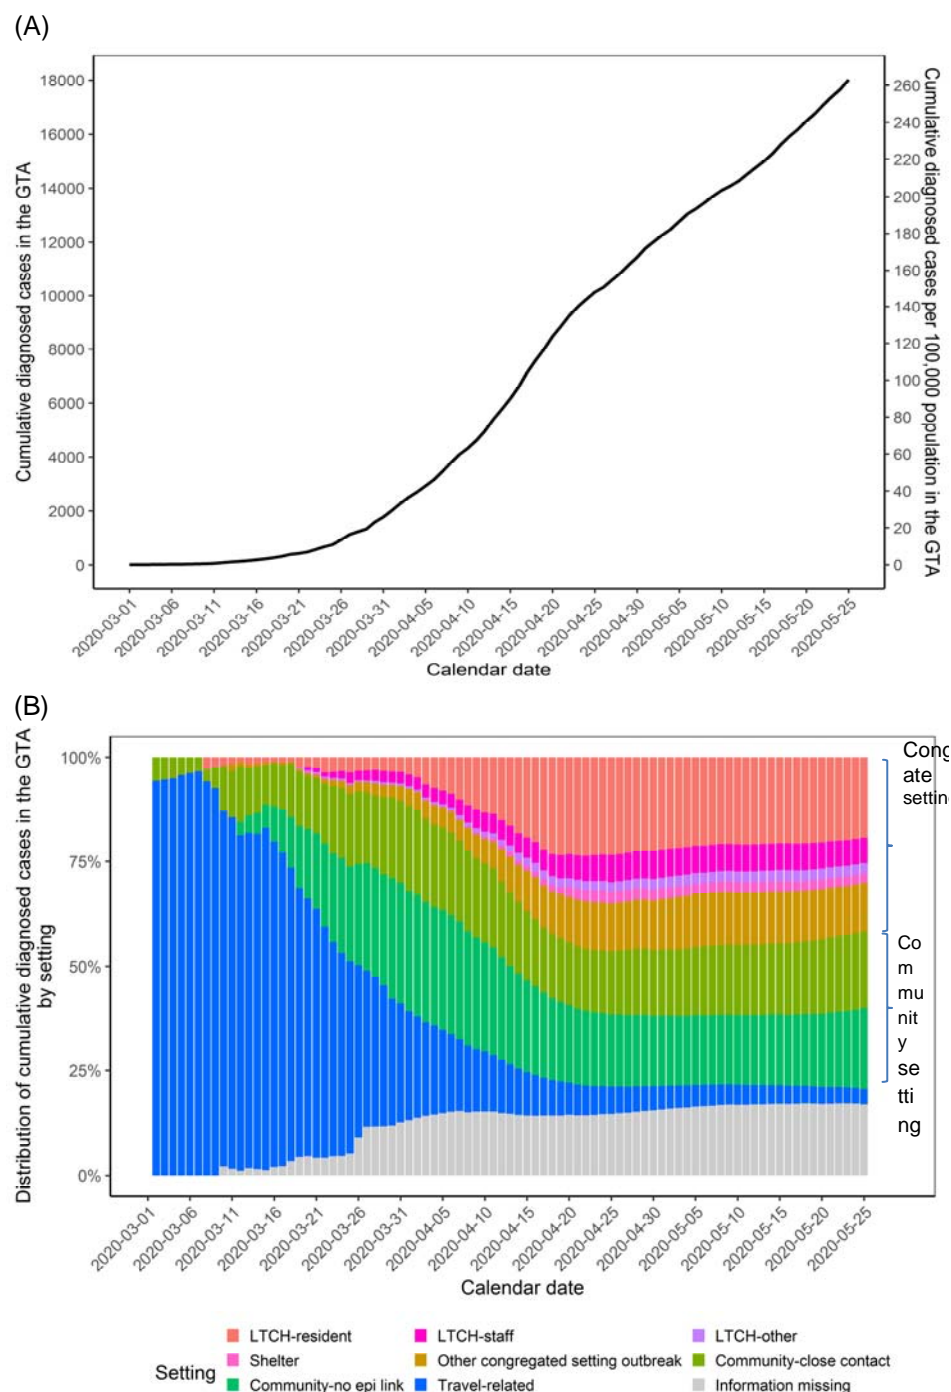 (A)
Cumulative diagnosed cases in the GTA
18000
16000
14000
12000
10000
8000
6000
4000
2000
0
260
240
220
200
180
160
140
120
100
80
60
40
20
0
Cumulative diagnosed cases per 100,000 population in the GTA
2020-03-01
2020-03-06
2020-03-11
2020-03-16
2020-03-21
2020-03-26
2020-03-31
2020-04-05
2020-04-10
2020-04-15
2020-04-20
2020-04-25
2020-04-30
2020-05-05
2020-05-10
2020-05-15
2020-05-20
2020-05-25
Calendar date
(B)
Distribution of cumulative diagnosed cases in the GTA
by setting
100%
75%
50%
25%
0%
Cong
ate
settin
Co
m
mu
nit
y
se
tti
ng
2020-03-01
2020-03-06
2020-03-11
2020-03-16
2020-03-21
2020-03-26
2020-03-31
2020-04-05
2020-04-10
2020-04-15
2020-04-20
2020-04-25
2020-04-30
2020-05-05
2020-05-10
2020-05-15
2020-05-20
2020-05-25
Calendar date
Setting
LTCH-resident
LTCH-staff
LTCH-other
Shelter
Other congregated setting outbreak
Community-close contact
Community-no epi link
Travel-related
Information missing